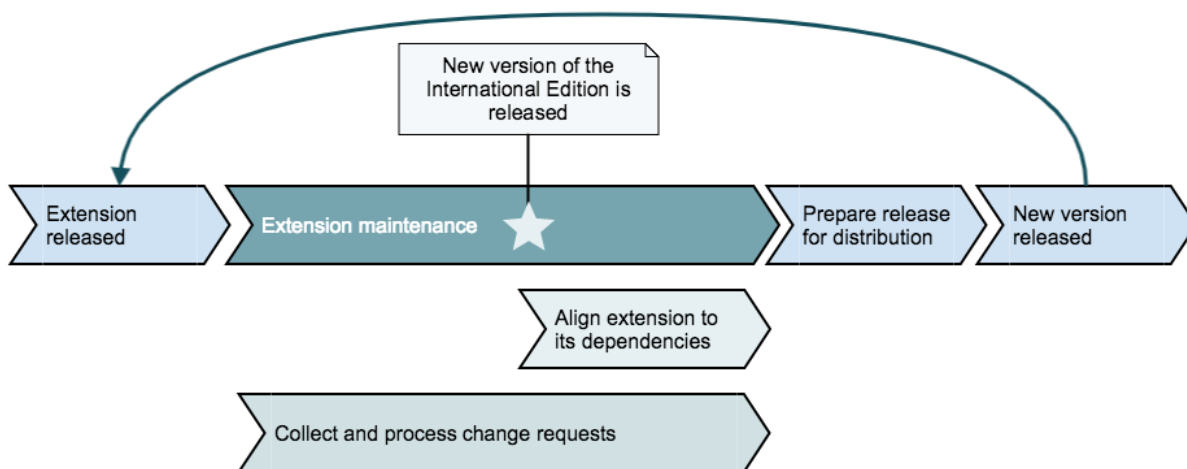 New version of the
International Edition is
released
Extension
released
Extension maintenance
Prepare release
for distribution
New version
released
Align extension to
its dependencies
Collect and process change requests